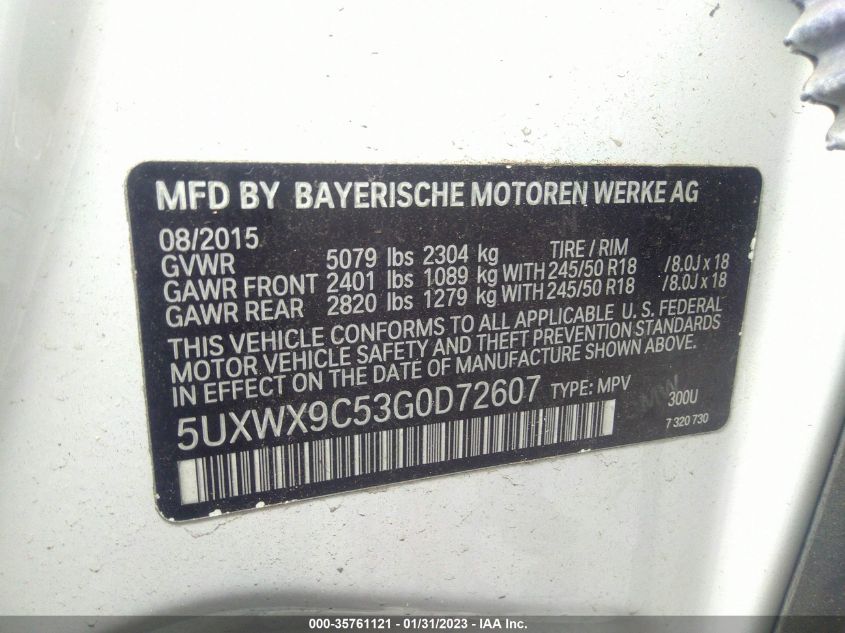 MFD BY BAYERISCHE MOTOREN WERKE AG
08/2015 TIRE / RIM
GVWR 5079 lbs 2304 kg
GAWR FRONT 2401 lbs 1089 kg WITH 245/50 R18 /8.0J x 18
GAWR REAR 2820 lbs 1279 kg WITH 245/50 R18 /8.0J x 18
THIS VEHICLE CONFORMS TO ALL APPLICABLE U. S. FEDERAL
MOTOR VEHICLE SAFETY AND THEFT PREVENTION STANDARDS
IN EFFECT ON THE DATE OF MANUFACTURE SHOWN ABOVE.
5UXWX9C53G0D72607 TYPE: MPV 300U
7 320 730
000-35761121 - 01/31/2023 - IAA Inc.